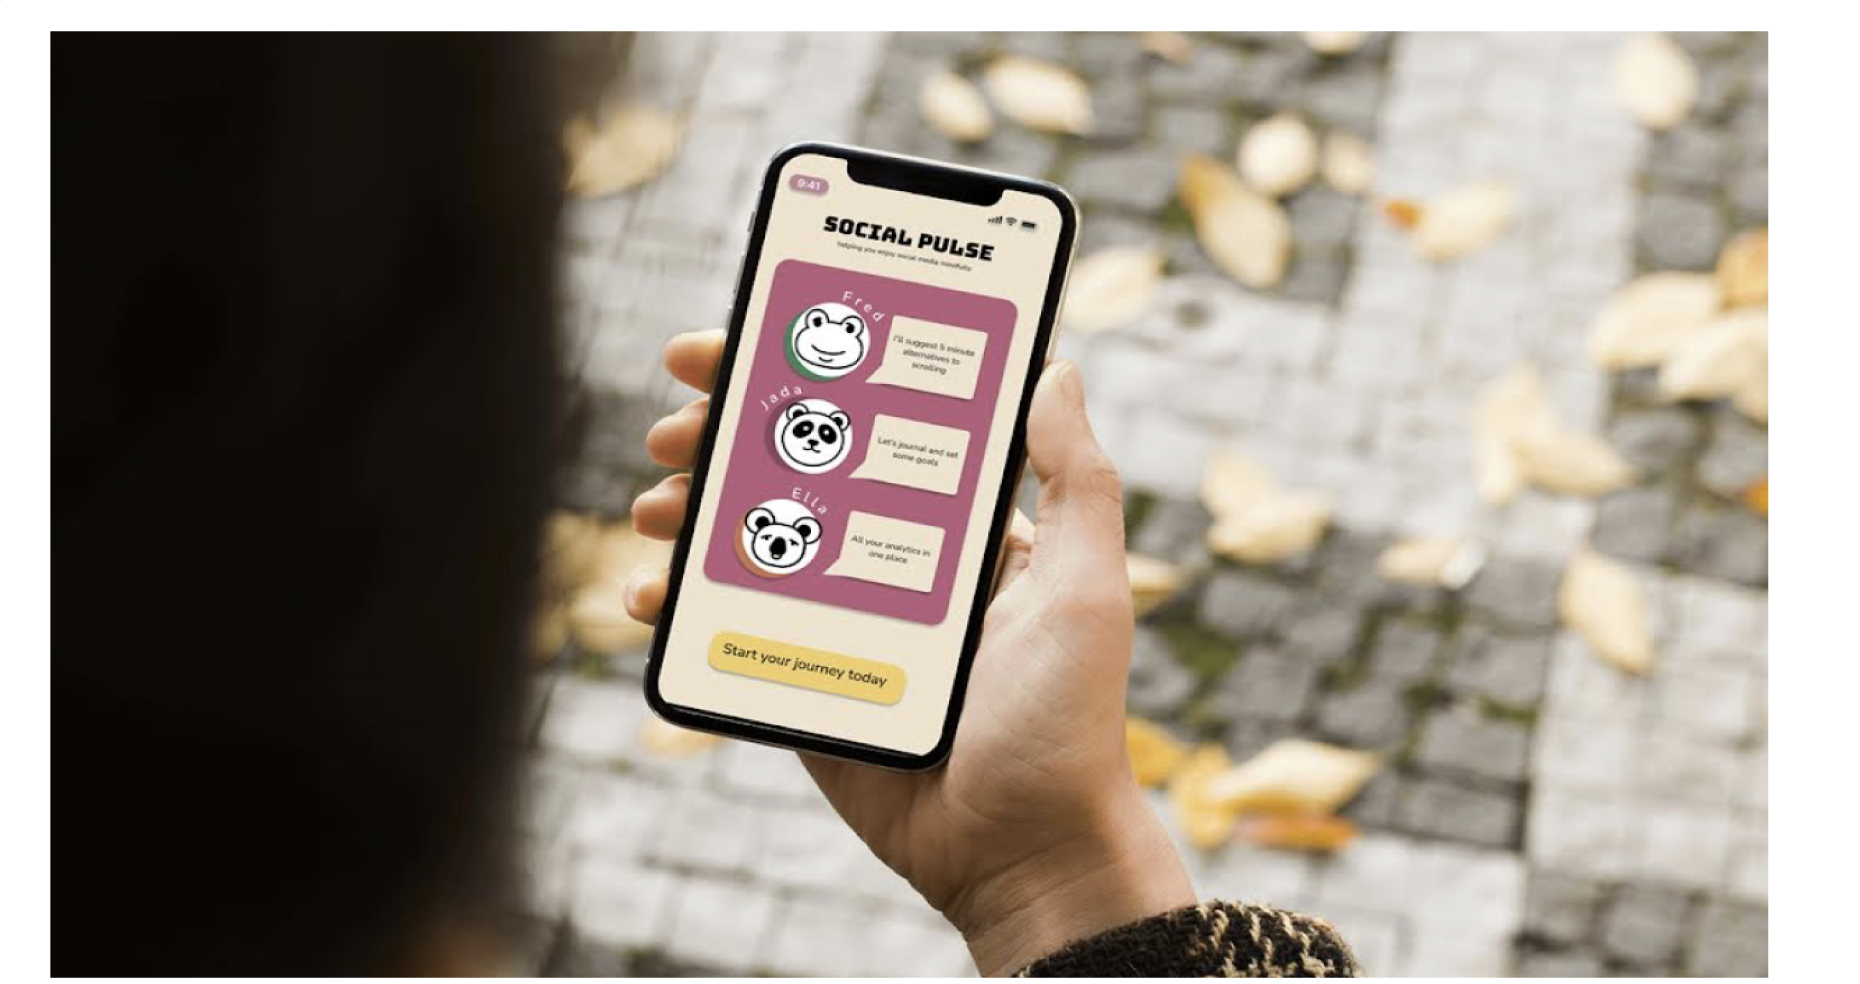 9:41
SOCIAL PULSE
helping you enjoy social media mindfully
Fred
I'll suggest 5 minute
alternatives to
scrolling
Jada
Let's journal and set
some goals
Ella
All your analytics in
one place
Start your journey today